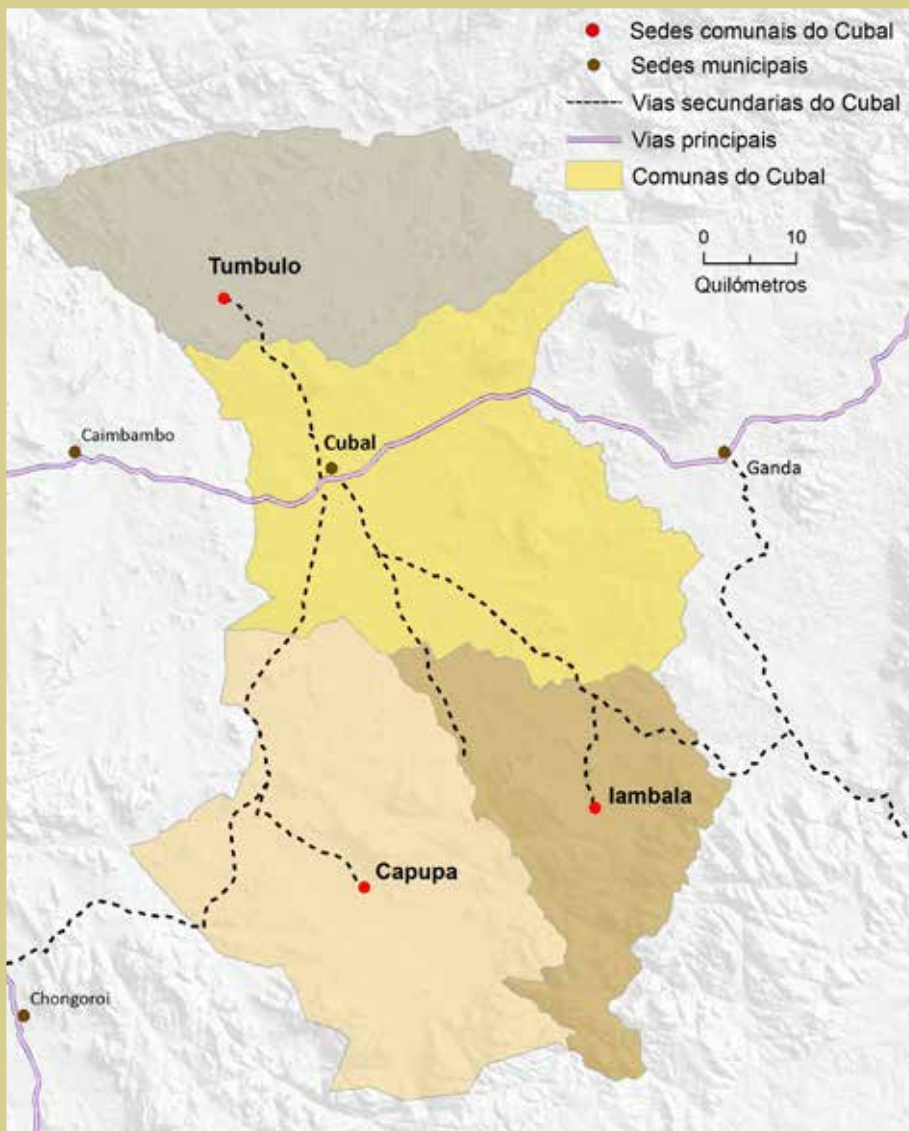 Sedes comunais do Cubal
Sedes municipais
Vias secundarias do Cubal
Vias principais
Comunas do Cubal
0 10
Quilómetros
Tumbulo
Caimbambo
Cubal
Ganda
Iambala
Capupa
Chongoroi